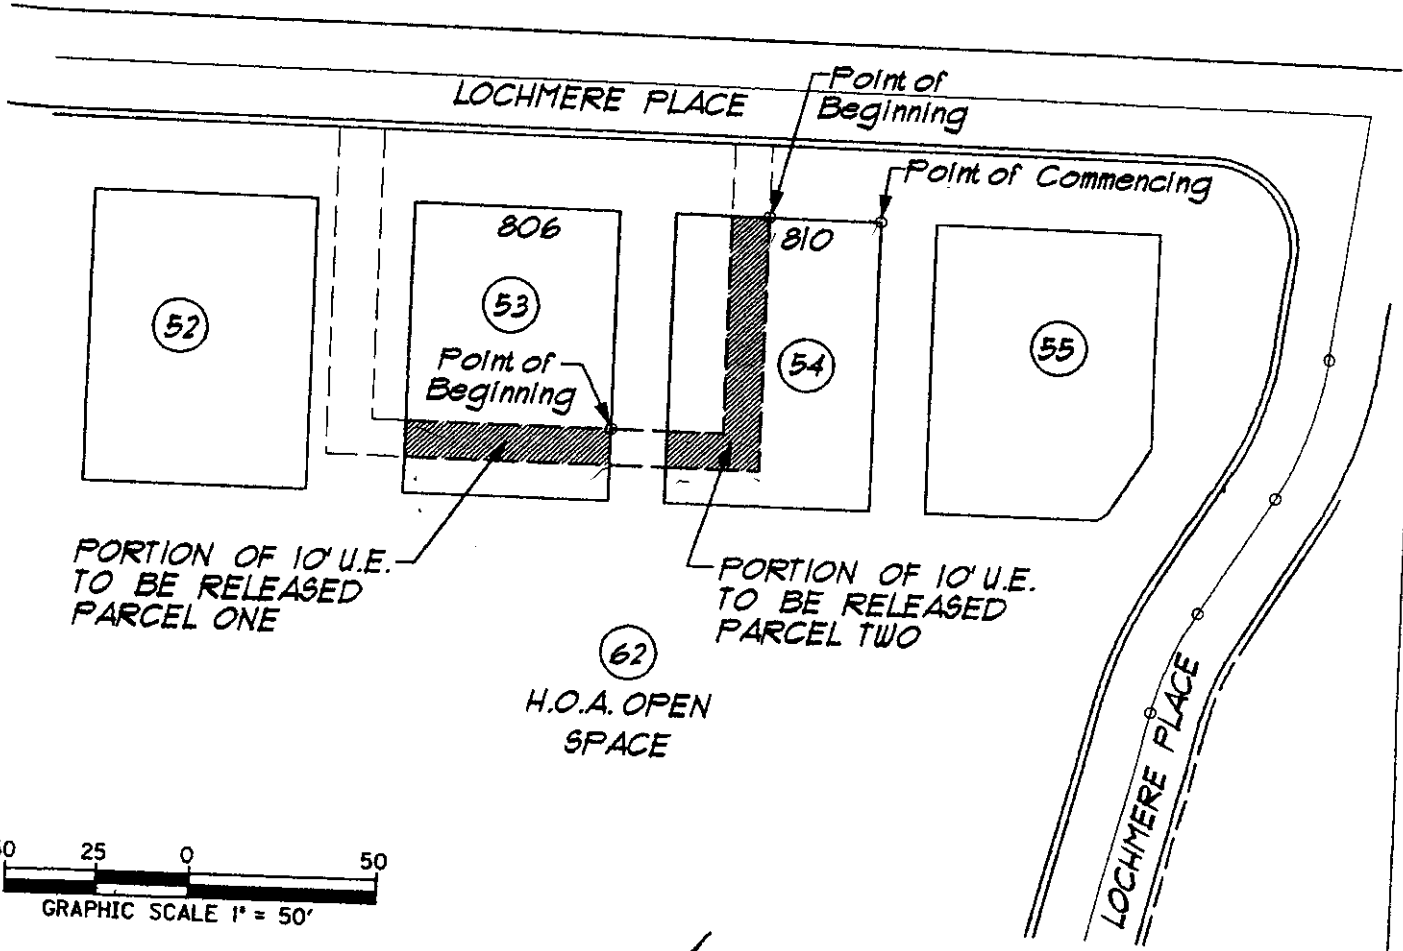 LOCHMERE PLACE
Point of
Beginning
Point of Commencing
806
810
52
53
54
55
Point of
Beginning
PORTION OF 10' U.E.
TO BE RELEASED
PARCEL ONE
PORTION OF 10' U.E.
TO BE RELEASED
PARCEL TWO
62
H.O.A. OPEN
SPACE
LOCHMERE PLACE
25 0 50
GRAPHIC SCALE 1" = 50'